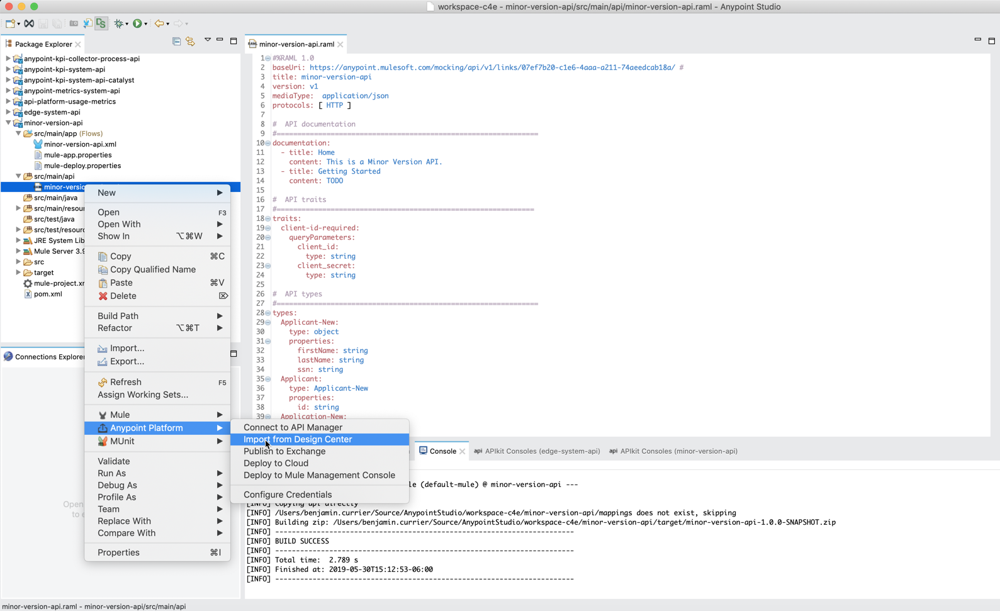 workspace-c4e - minor-version-api/src/main/api/minor-version-api.raml - Anypoint Studio
Package Explorer
anypoint-kpi-collector-process-api
anypoint-kpi-system-api
anypoint-kpi-system-api-catalyst
anypoint-metrics-system-api
api-platform-usage-metrics
edge-system-api
minor-version-api
src/main/app (Flows)
minor-version-api.xml
mule-app.properties
mule-deploy.properties
src/main/api
minor-versio
src/main/java
src/main/resour
src/test/java
src/test/resourc
JRE System Lib
Mule Server 3.9
src
target
mule-project.xm
pom.xml
Connections Explorer
Open
to e
New
Open F3
Open With
Show In ⌥⌘W
Copy ⌘C
Copy Qualified Name
Paste ⌘V
Delete ⌦
Build Path
Refactor ⌥⌘T
Import...
Export...
Refresh F5
Assign Working Sets...
Mule
Anypoint Platform
MUnit
Validate
Run As
Debug As
Profile As
Team
Replace With
Compare With
Properties ⌘I
Connect to API Manager
Import from Design Center
Publish to Exchange
Deploy to Cloud
Deploy to Mule Management Console
Configure Credentials
minor-version-api.raml
1 #%RAML 1.0
2 baseUri: https://anypoint.mulesoft.com/mocking/api/v1/links/07ef7b20-c1e6-4aaa-a211-74aeedcab18a/ #
3 title: minor-version-api
4 version: v1
5 mediaType:  application/json
6 protocols: [ HTTP ]
7
8 #  API documentation
9 #===============================================================
10 documentation:
11   - title: Home
12     content: This is a Minor Version API.
13   - title: Getting Started
14     content: TODO
15
16 #  API traits
17 #==============================================================
18 traits:
19   client-id-required:
20     queryParameters:
21       client_id:
22         type: string
23       client_secret:
24         type: string
25
26 #  API types
27 #===============================================================
28 types:
29   Applicant-New:
30     type: object
31     properties:
32       firstName: string
33       lastName: string
34       ssn: string
35   Applicant:
36     type: Applicant-New
37     properties:
38       id: string
39   Application-New:
Console
api APIkit Consoles (edge-system-api)
api APIkit Consoles (minor-version-api)
le (default-mule) @ minor-version-api ---
[INFO] Copying api directly
[INFO] /Users/benjamin.currier/Source/AnypointStudio/workspace-c4e/minor-version-api/mappings does not exist, skipping
[INFO] Building zip: /Users/benjamin.currier/Source/AnypointStudio/workspace-c4e/minor-version-api/target/minor-version-api-1.0.0-SNAPSHOT.zip
[INFO] ------------------------------------------------------------------------
[INFO] BUILD SUCCESS
[INFO] ------------------------------------------------------------------------
[INFO] Total time:  2.789 s
[INFO] Finished at: 2019-05-30T15:12:53-06:00
[INFO] ------------------------------------------------------------------------
minor-version-api.raml - minor-version-api/src/main/api